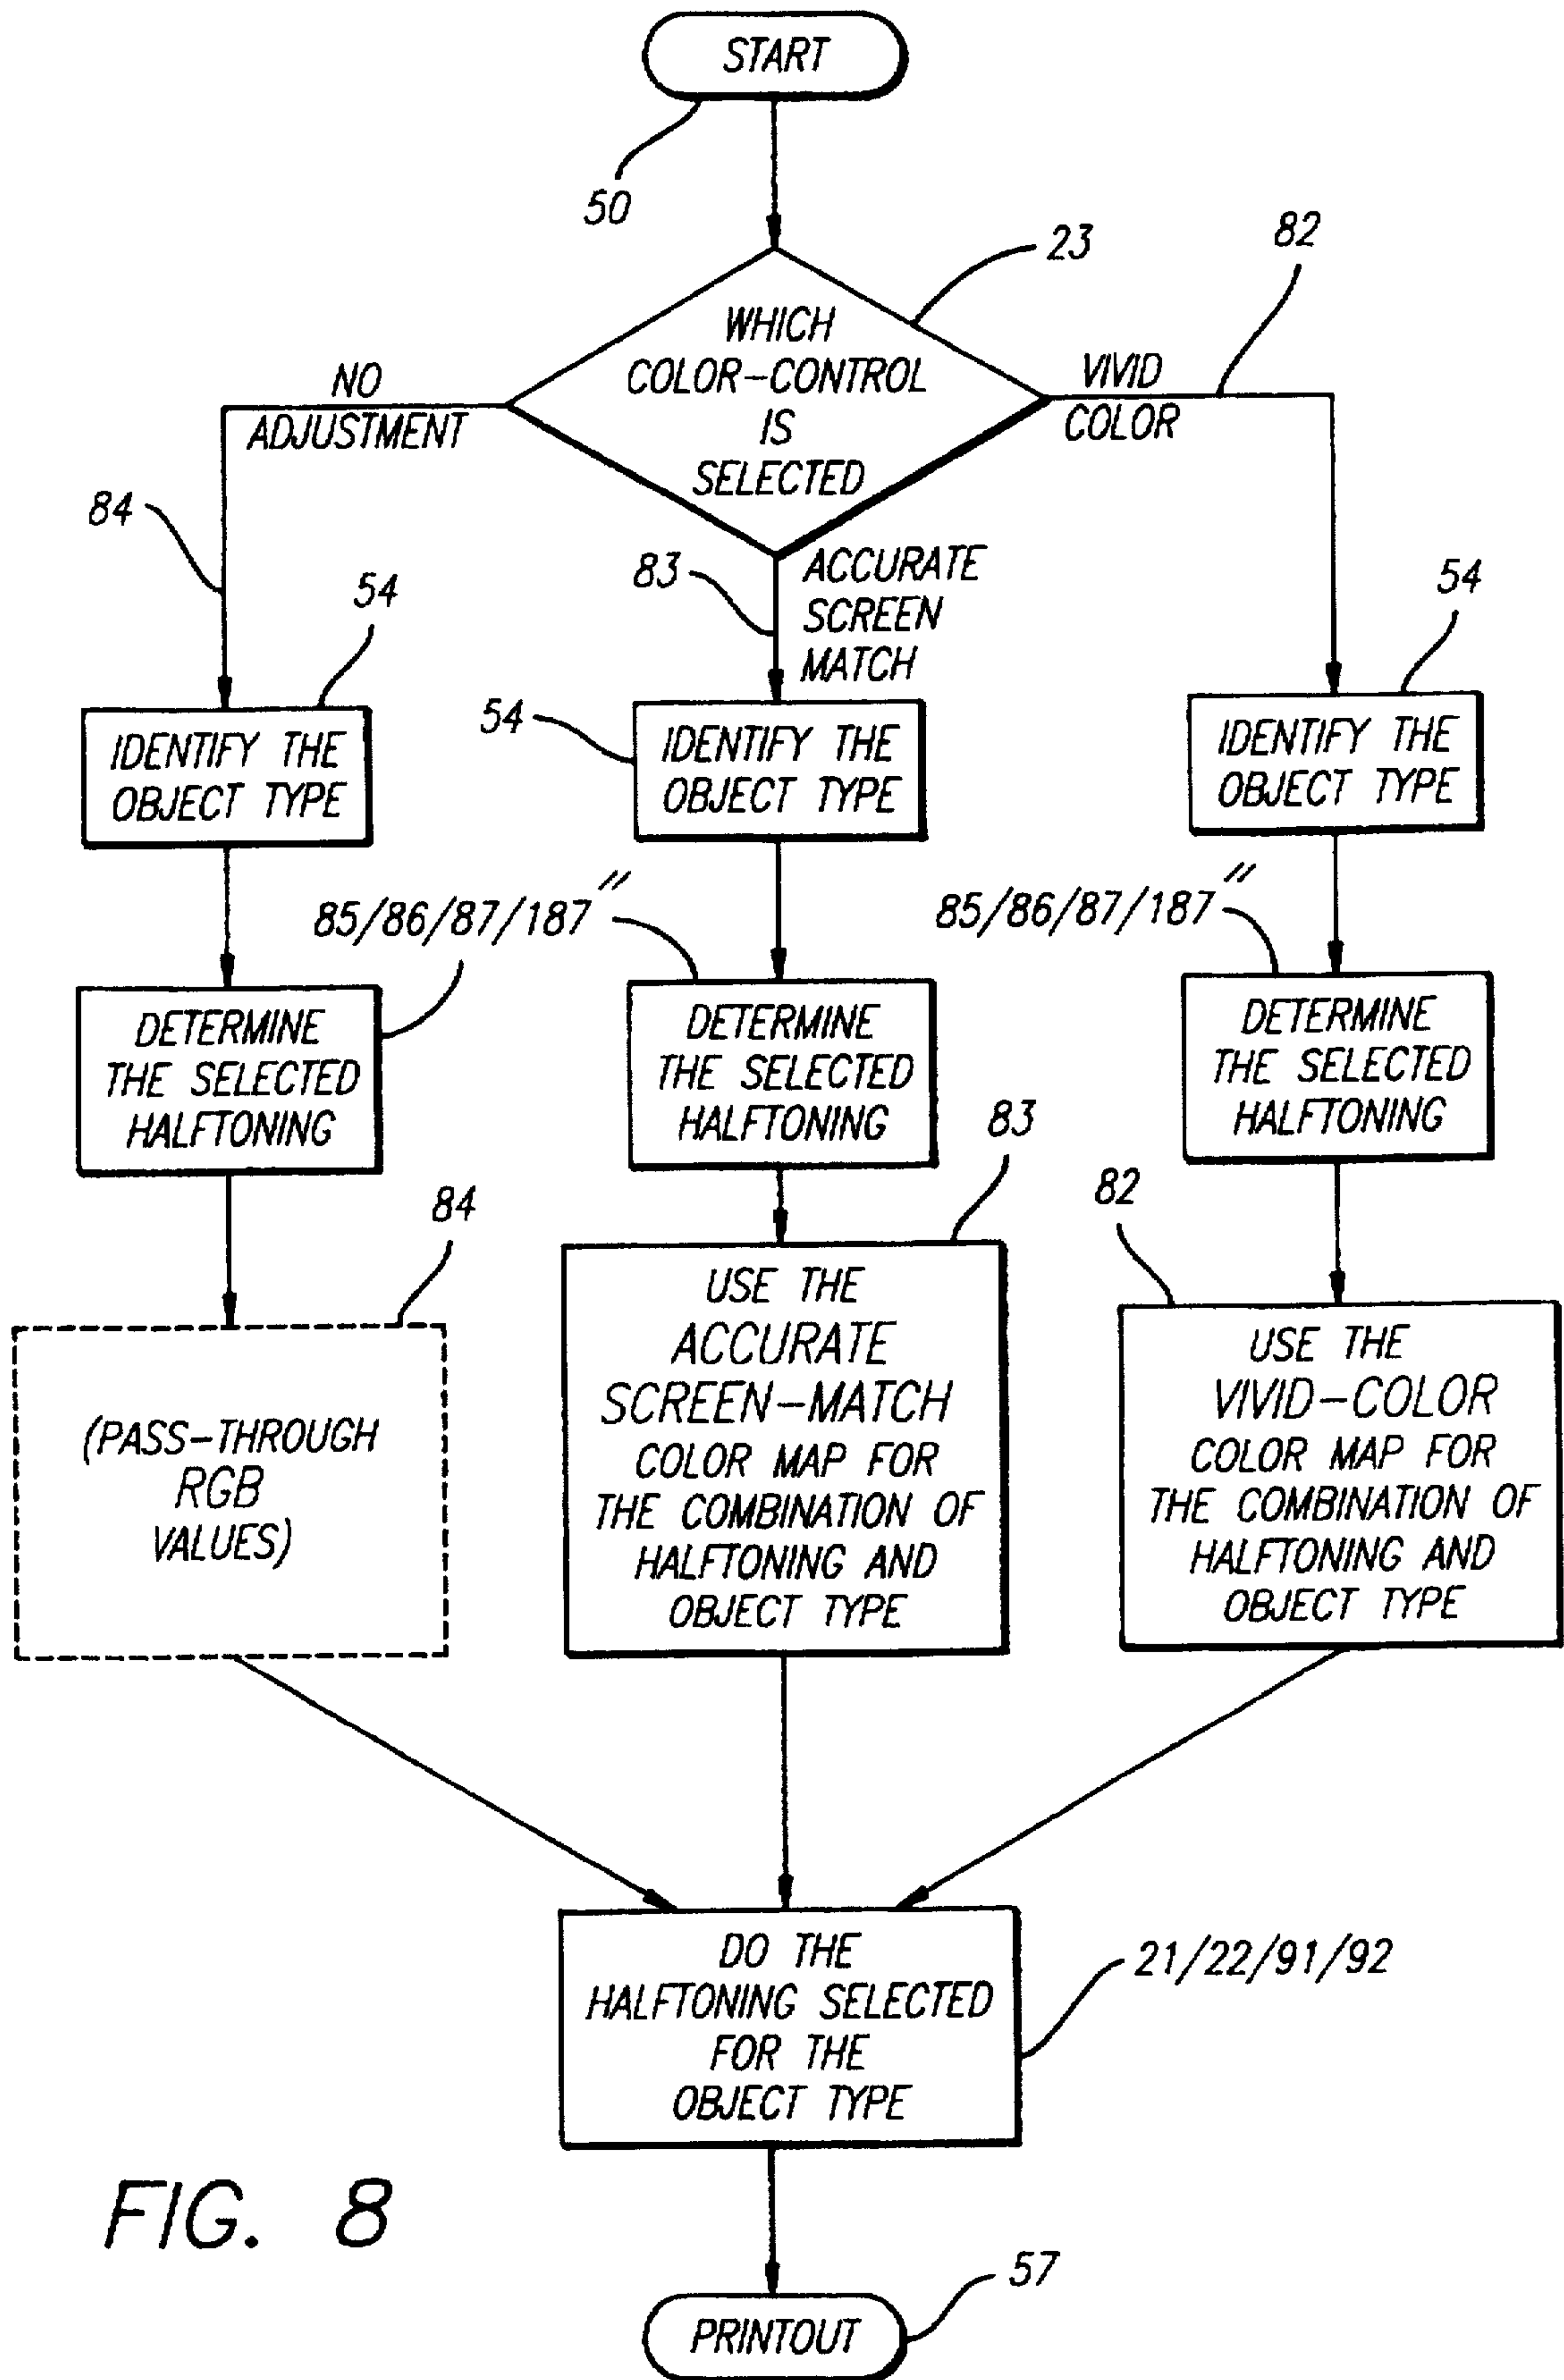 START
50
23
82
WHICH
COLOR-CONTROL
IS
SELECTED
NO
ADJUSTMENT
VIVID
COLOR
84
83
ACCURATE
SCREEN
MATCH
54
54
54
IDENTIFY THE
OBJECT TYPE
IDENTIFY THE
OBJECT TYPE
IDENTIFY THE
OBJECT TYPE
85/86/87/187"
85/86/87/187"
DETERMINE
THE SELECTED
HALFTONING
DETERMINE
THE SELECTED
HALFTONING
DETERMINE
THE SELECTED
HALFTONING
84
83
82
(PASS-THROUGH
RGB
VALUES)
USE THE
ACCURATE
SCREEN-MATCH
COLOR MAP FOR
THE COMBINATION OF
HALFTONING AND
OBJECT TYPE
USE THE
VIVID-COLOR
COLOR MAP FOR
THE COMBINATION OF
HALFTONING AND
OBJECT TYPE
DO THE
HALFTONING SELECTED
FOR THE
OBJECT TYPE
21/22/91/92
FIG. 8
57
PRINTOUT